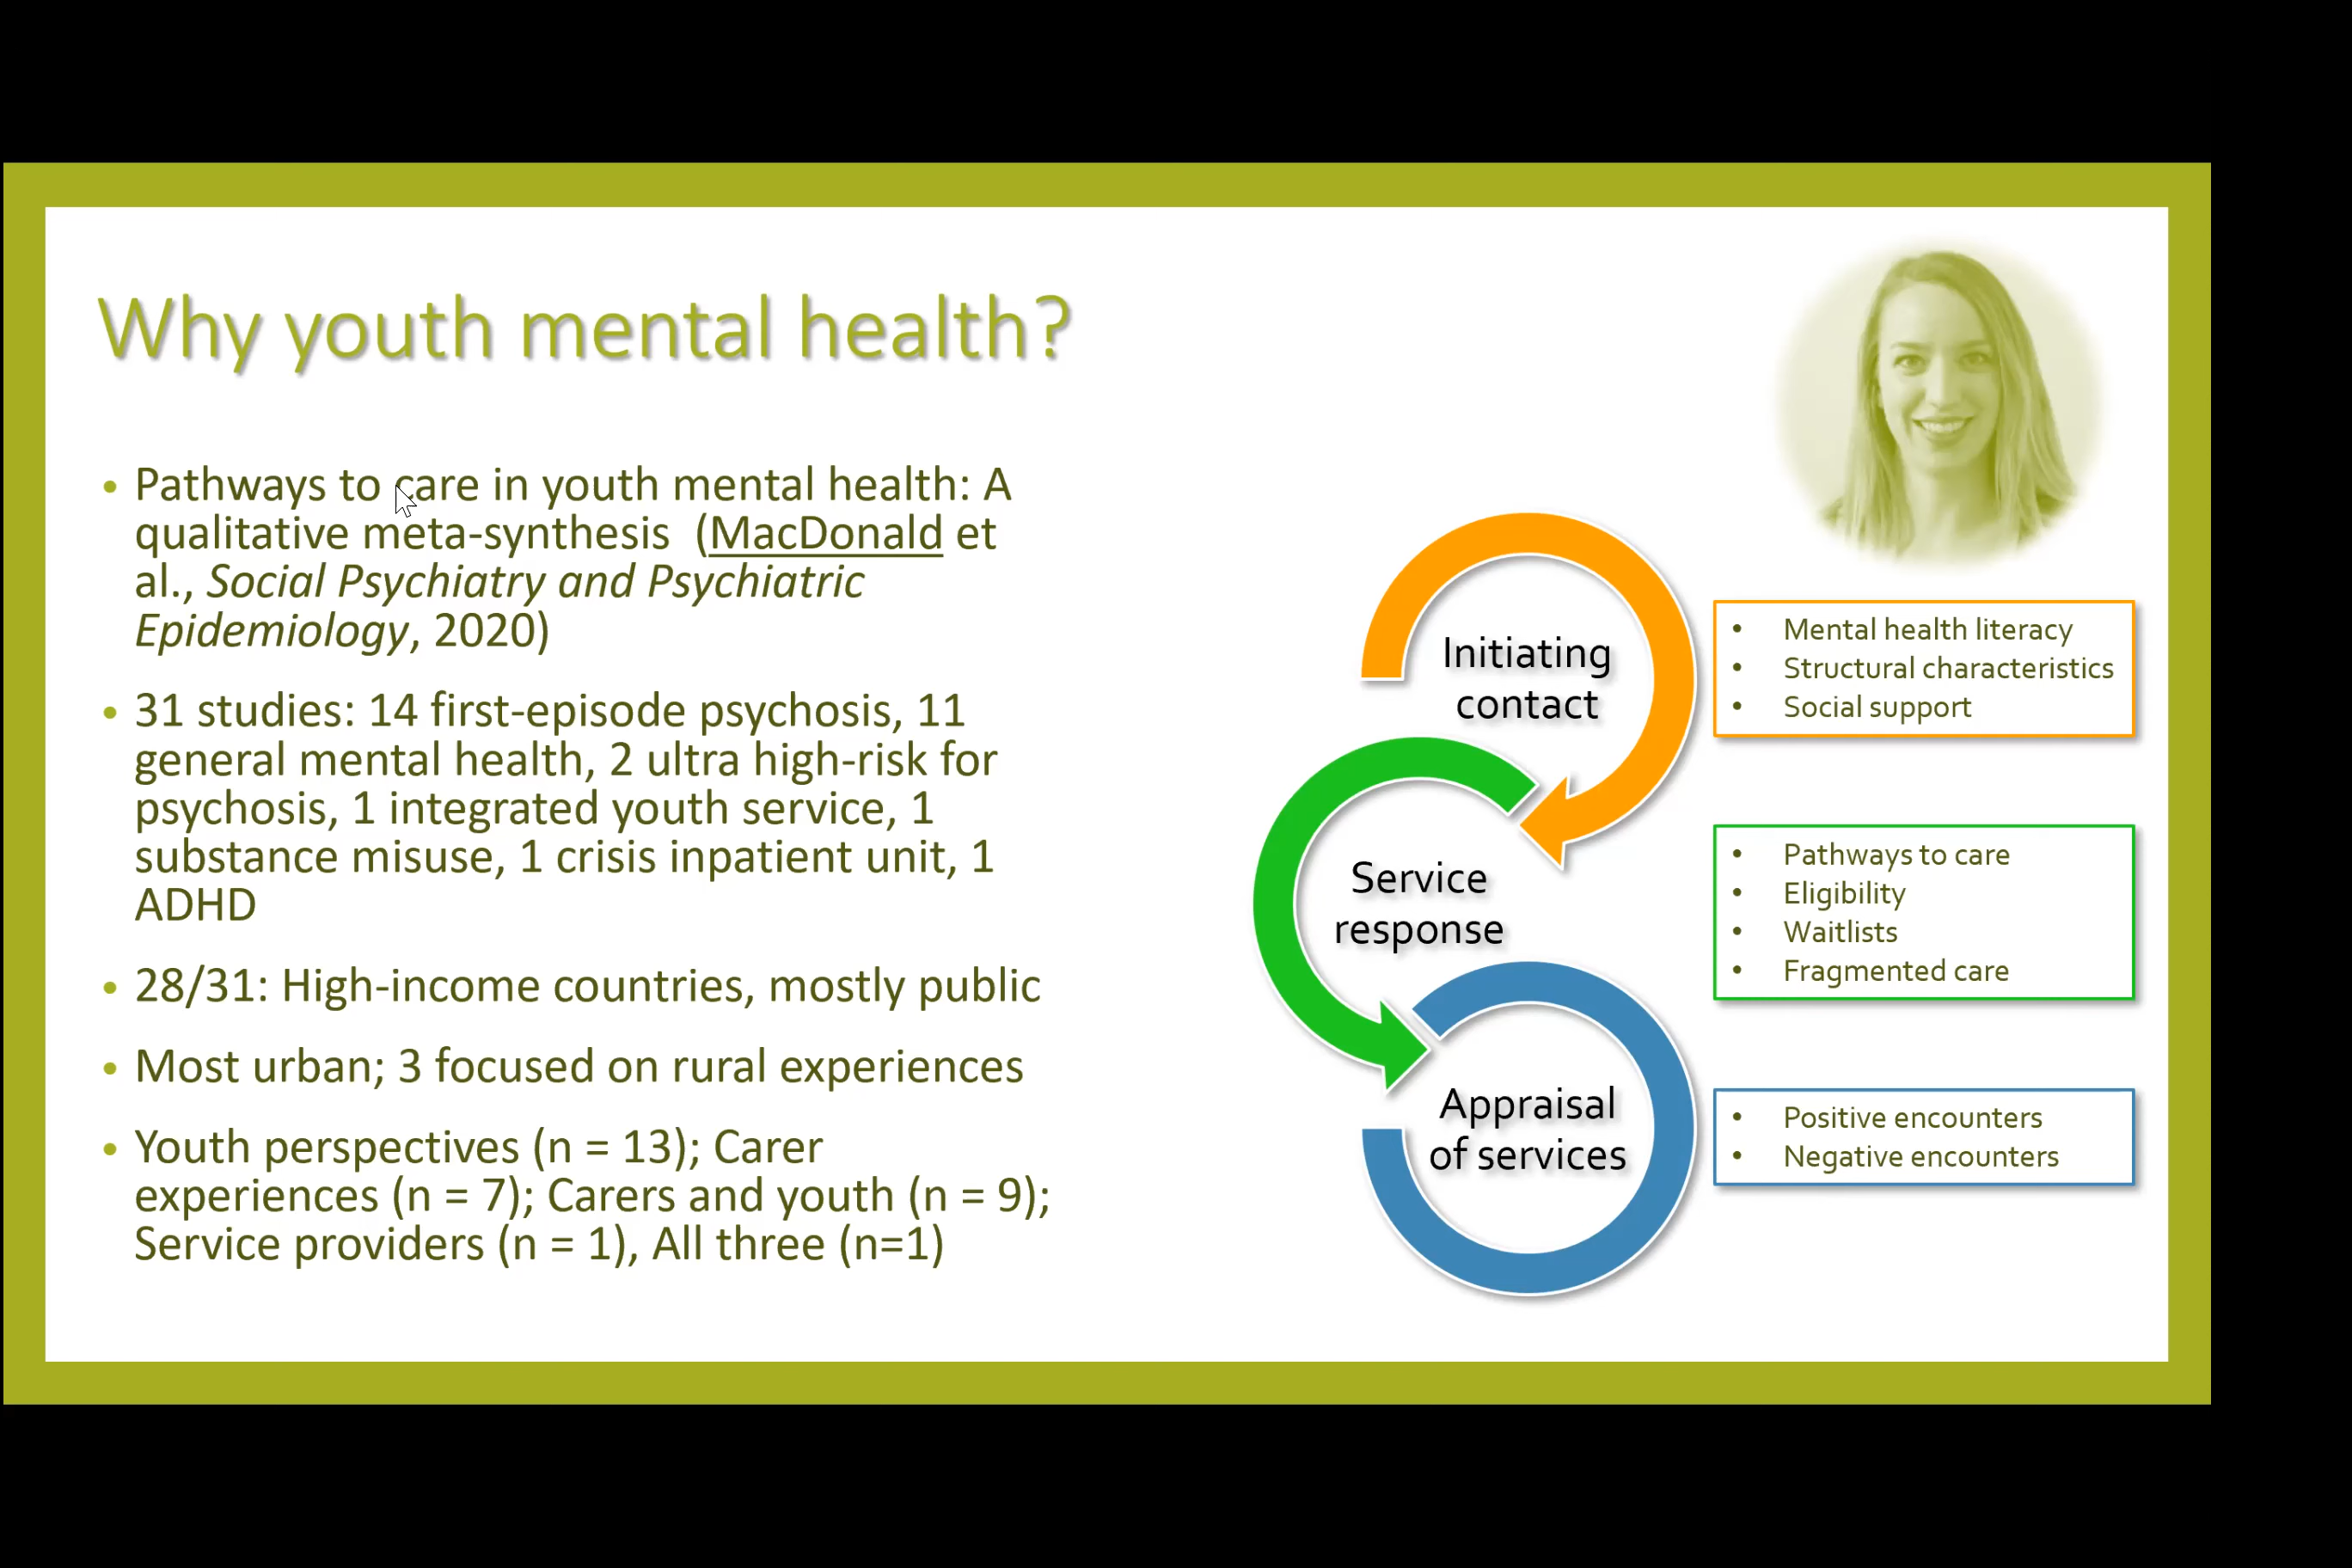 Why youth mental health?
• Pathways to care in youth mental health: A
qualitative meta-synthesis (MacDonald et
al., Social Psychiatry and Psychiatric
Epidemiology, 2020)
• 31 studies: 14 first-episode psychosis, 11
general mental health, 2 ultra high-risk for
psychosis, 1 integrated youth service, 1
substance misuse, 1 crisis inpatient unit, 1
ADHD
• 28/31: High-income countries, mostly public
• Most urban; 3 focused on rural experiences
• Youth perspectives (n = 13); Carer
experiences (n = 7); Carers and youth (n = 9);
Service providers (n = 1), All three (n=1)
Initiating
contact
• Mental health literacy
• Structural characteristics
• Social support
Service
response
• Pathways to care
• Eligibility
• Waitlists
• Fragmented care
Appraisal
of services
• Positive encounters
• Negative encounters